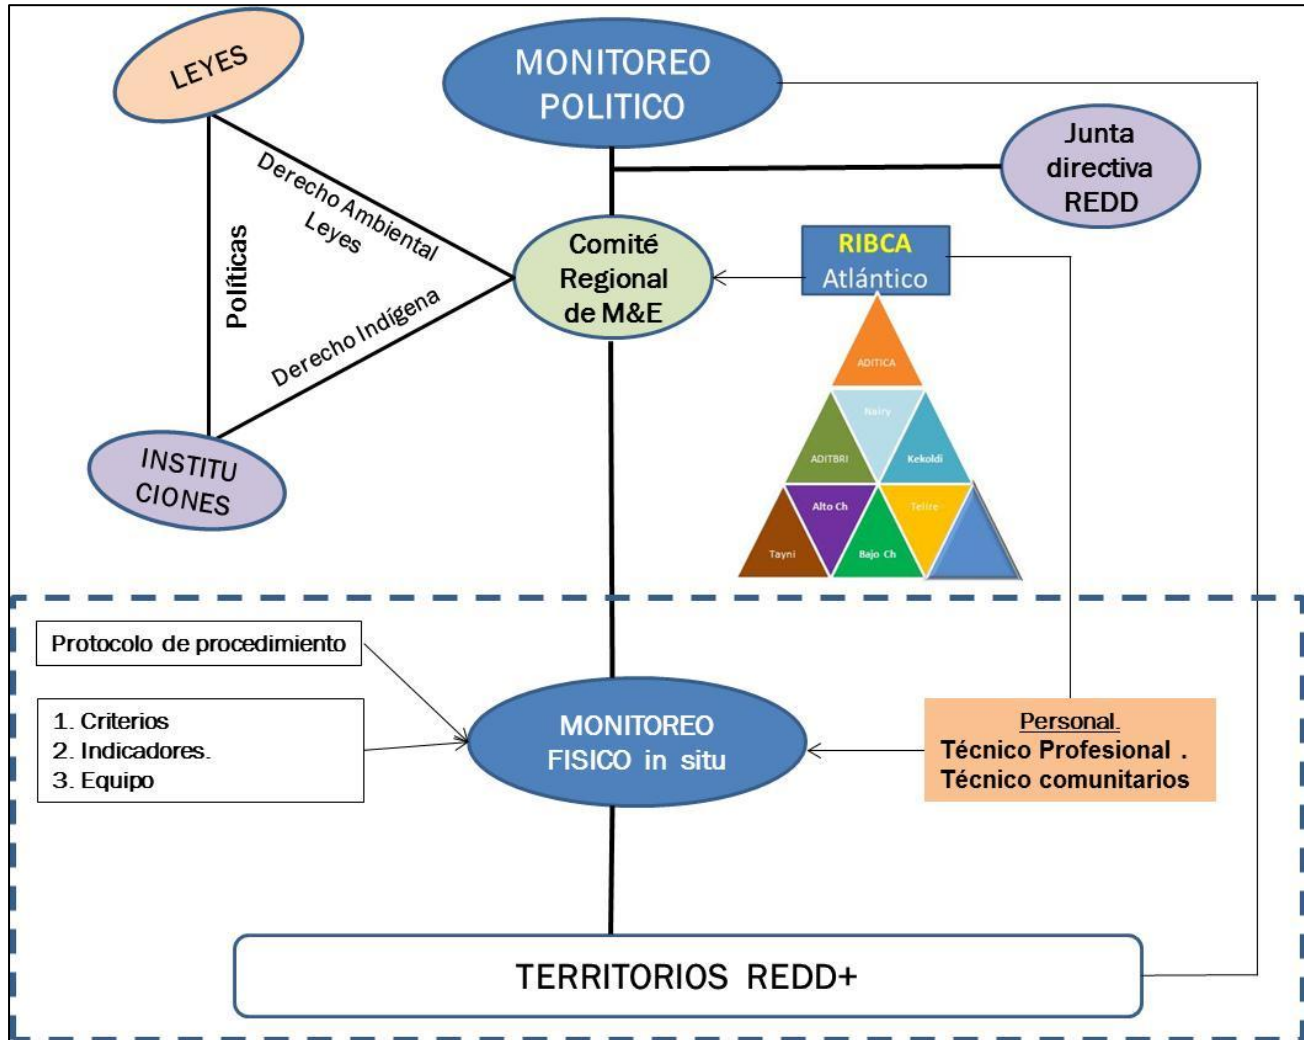 LEYES
MONITOREO
POLITICO
Junta
directiva
REDD
Derecho Ambiental
Leyes
Políticas
Derecho Indígena
Comité
Regional
de M&E
RIBCA
Atlántico
ADITICA
Nairy
ADITBRI
Kekoldi
Alto Ch
Telire
Tayni
Bajo Ch
INSTITU
CIONES
Protocolo de procedimiento
1. Criterios
2. Indicadores.
3. Equipo
MONITOREO
FISICO in situ
Personal.
Técnico Profesional .
Técnico comunitarios
TERRITORIOS REDD+